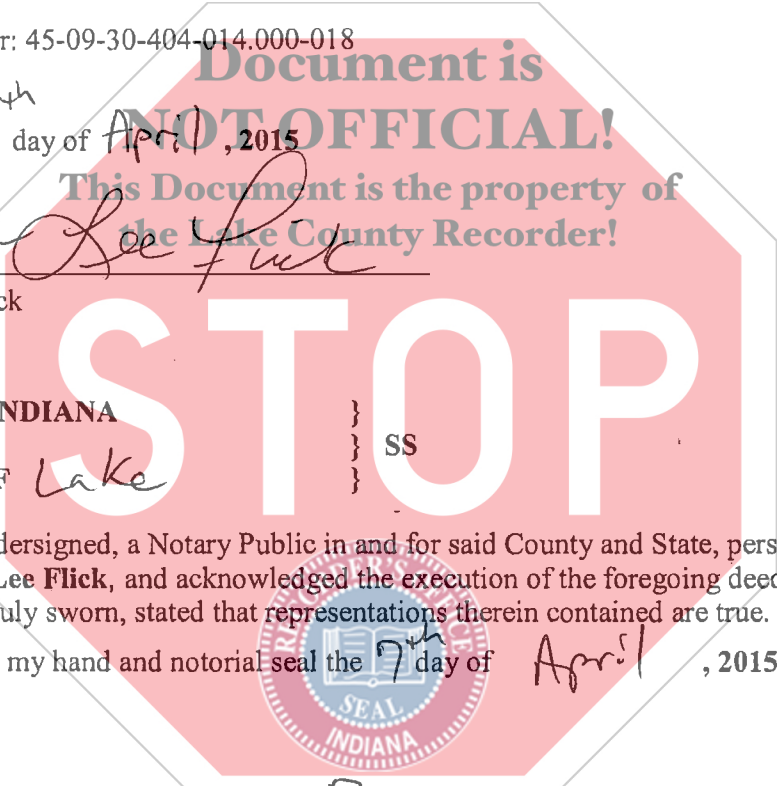 r: 45-09-30-404-014.000-018
Document is
th
day of April , 2015
NOT OFFICIAL!
This Document is the property of
the Lake County Recorder!
Lee Flick
ck
STOP
NDIANA } SS
F Lake
dersigned, a Notary Public in and for said County and State, pers
Lee Flick, and acknowledged the execution of the foregoing deed
uly sworn, stated that representations therein contained are true.
my hand and notorial seal the 7th day of April , 2015
RECORDER'S OFFICE
SEAL
INDIANA